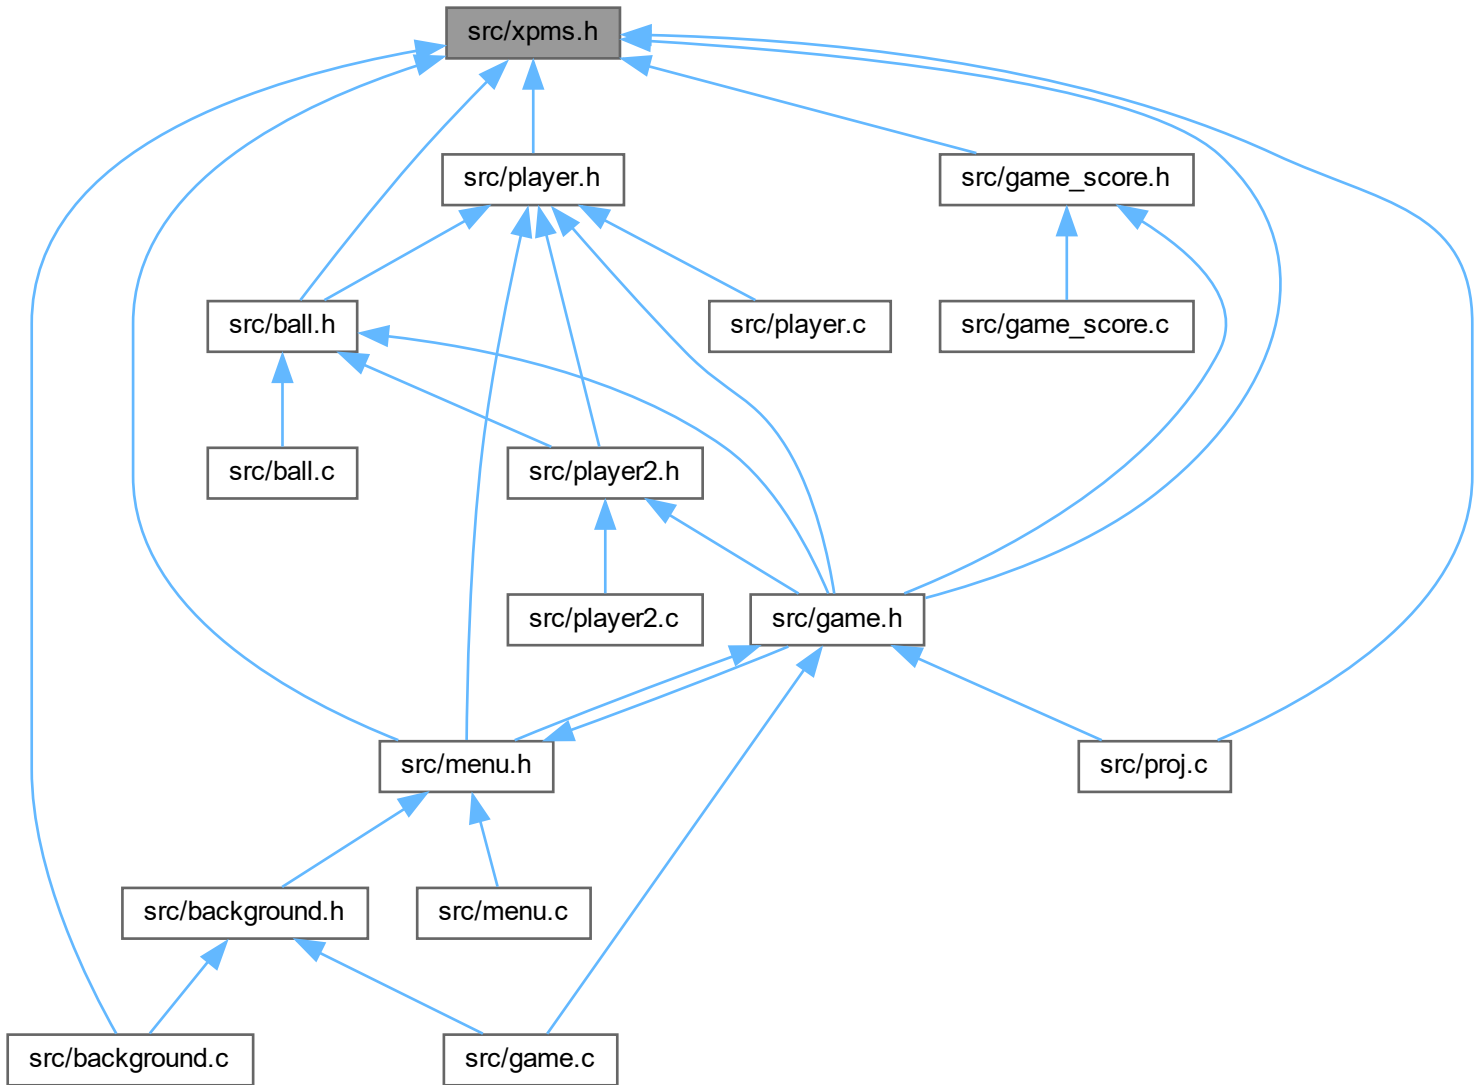 src/xpms.h
src/player.h
src/game_score.h
src/ball.h
src/player.c
src/game_score.c
src/ball.c
src/player2.h
src/player2.c
src/game.h
src/menu.h
src/proj.c
src/background.h
src/menu.c
src/background.c
src/game.c